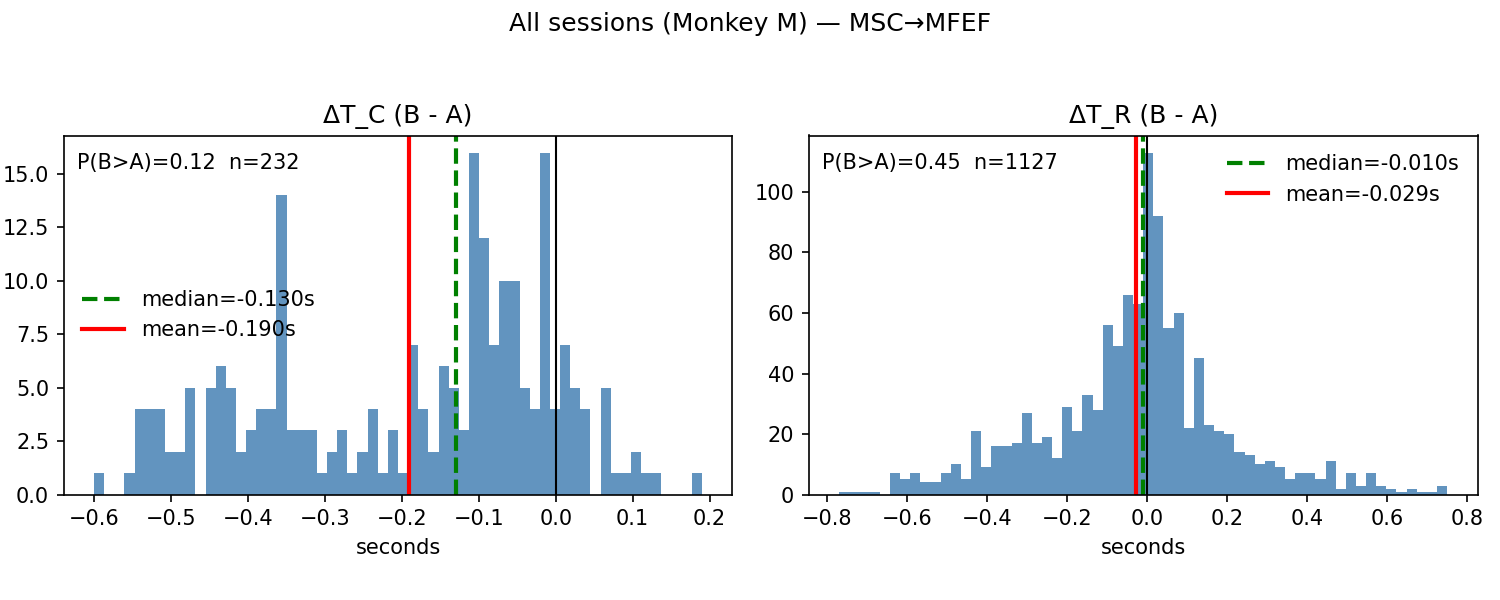 All sessions (Monkey M) — MSC→MFEF
ΔT_C (B - A)
P(B>A)=0.12  n=232
median=-0.130s
mean=-0.190s
15.0
12.5
10.0
7.5
5.0
2.5
0.0
−0.6 −0.5 −0.4 −0.3 −0.2 −0.1 0.0 0.1 0.2
seconds
ΔT_R (B - A)
P(B>A)=0.45  n=1127
median=-0.010s
mean=-0.029s
100
80
60
40
20
0
−0.8 −0.6 −0.4 −0.2 0.0 0.2 0.4 0.6 0.8
seconds